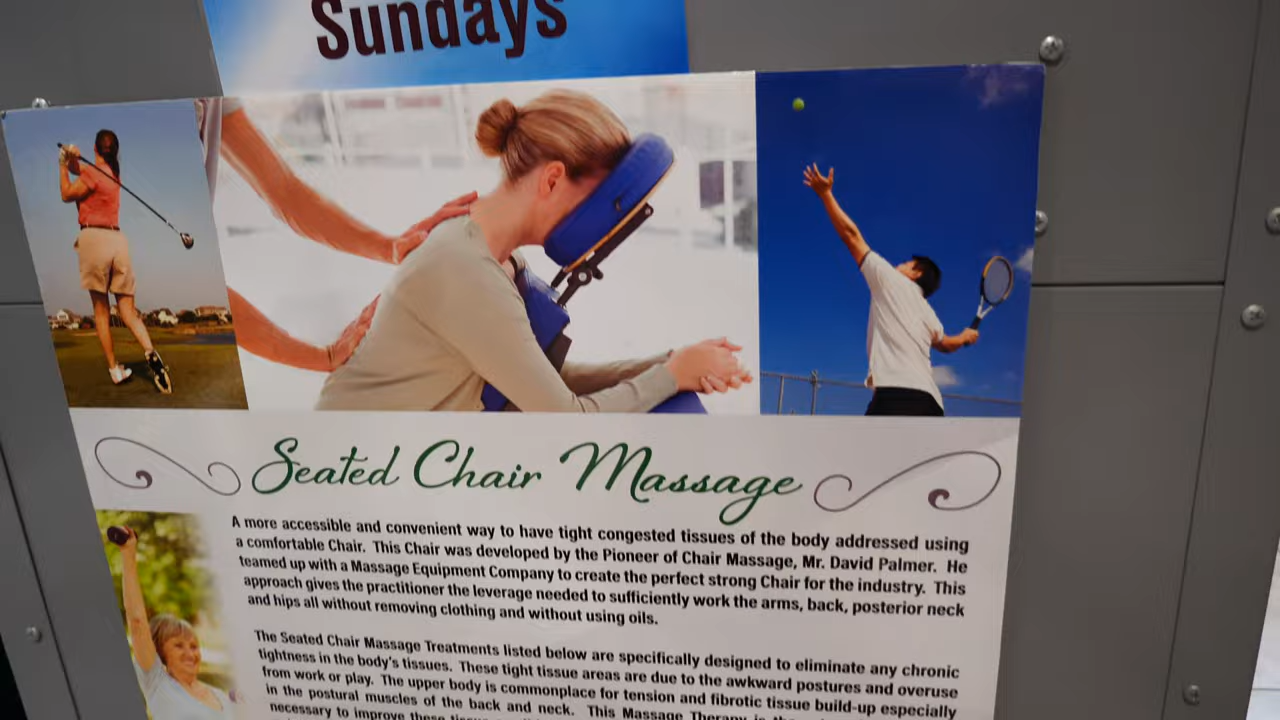 Sundays
Seated Chair Massage
A more accessible and convenient way to have tight congested tissues of the body addressed using
a comfortable Chair. This Chair was developed by the Pioneer of Chair Massage, Mr. David Palmer. He
teamed up with a Massage Equipment Company to create the perfect strong Chair for the industry. This
approach gives the practitioner the leverage needed to sufficiently work the arms, back, posterior neck
and hips all without removing clothing and without using oils.
The Seated Chair Massage Treatments listed below are specifically designed to eliminate any chronic
tightness in the body's tissues. These tight tissue areas are due to the awkward postures and overuse
from work or play. The upper body is commonplace for tension and fibrotic tissue build-up especially
in the postural muscles of the back and neck. This Massage Therapy is
necessary to improve these